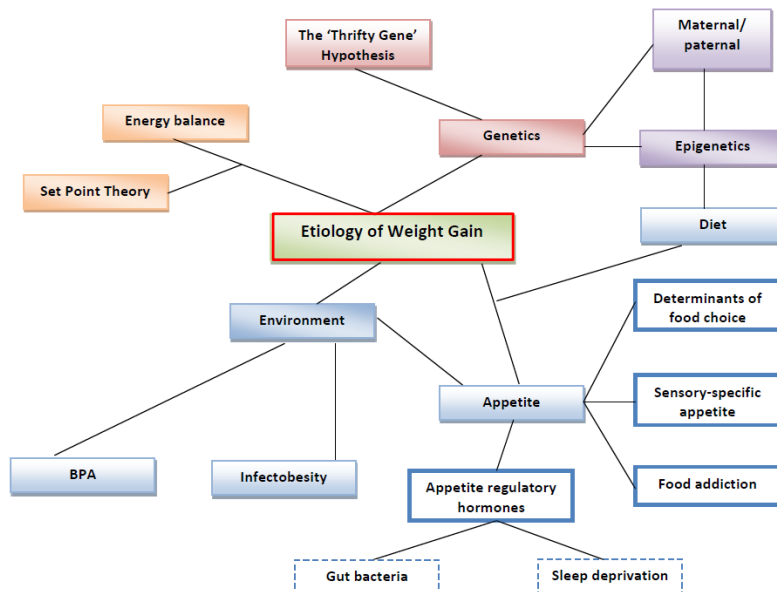 Maternal/
paternal
The ‘Thrifty Gene’
Hypothesis
Energy balance
Genetics
Epigenetics
Set Point Theory
Diet
Etiology of Weight Gain
Determinants of
food choice
Environment
Sensory-specific
appetite
Appetite
BPA
Infectobesity
Appetite regulatory
hormones
Food addiction
Gut bacteria
Sleep deprivation